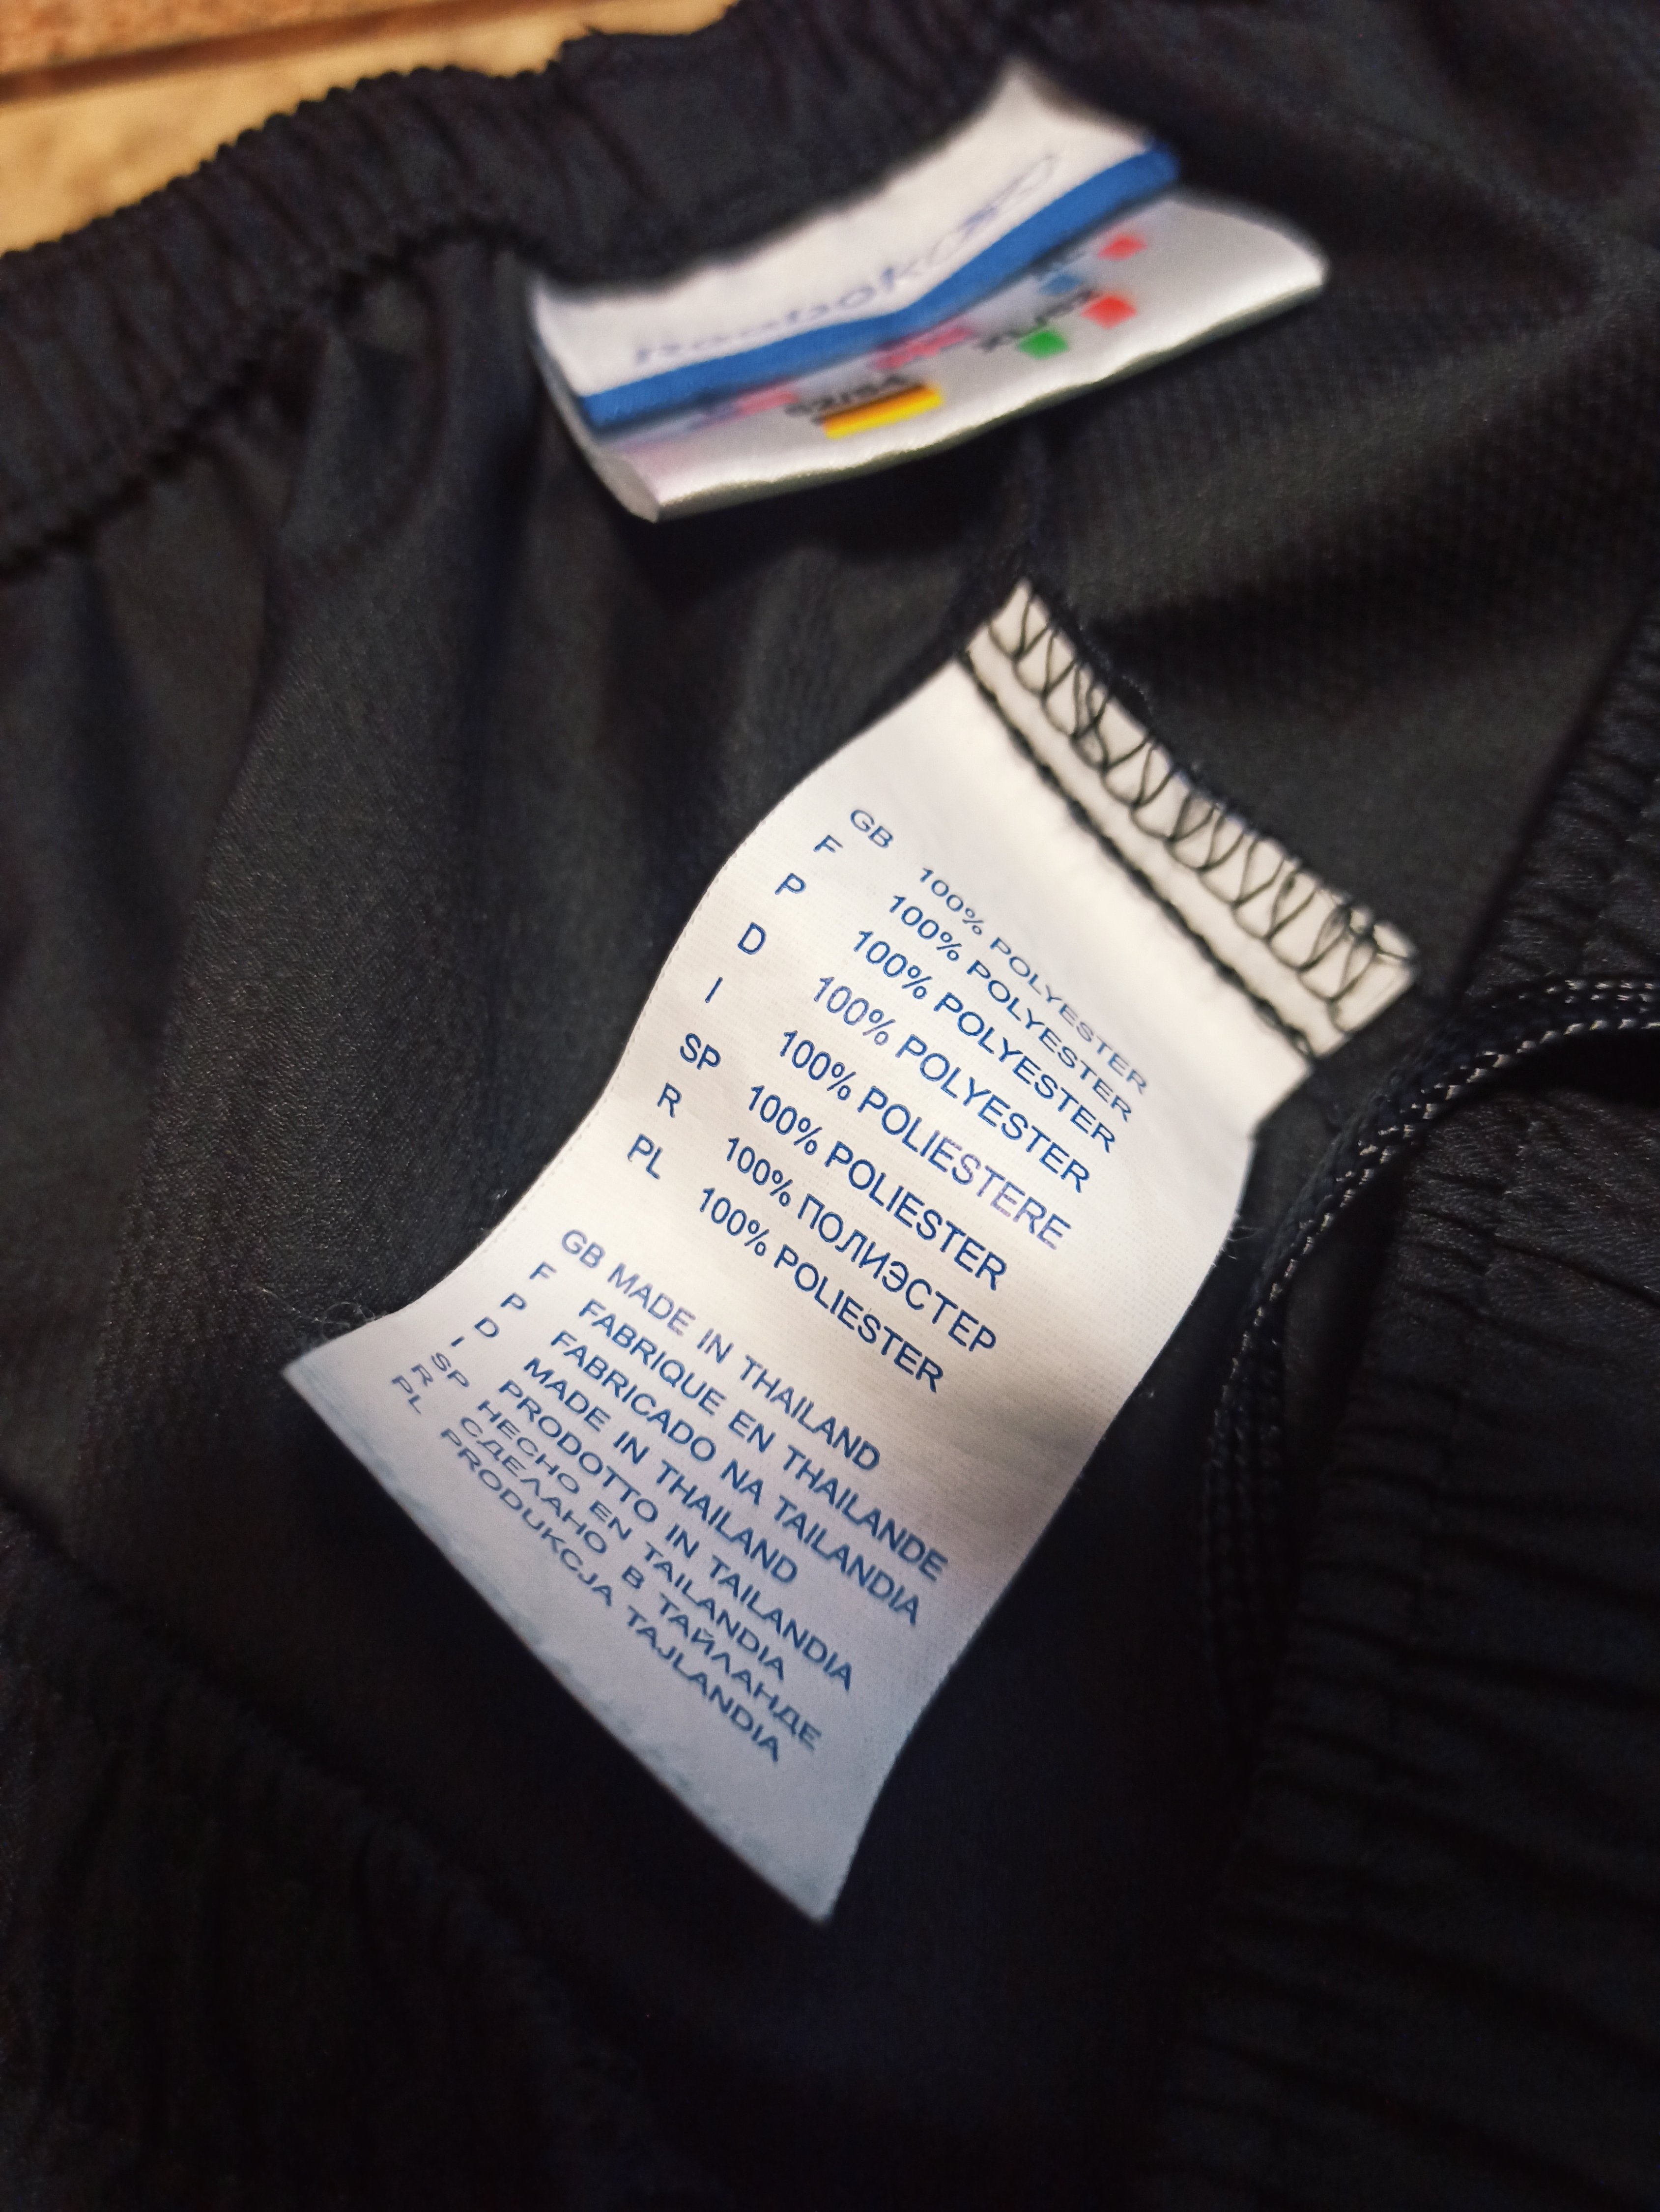 Reebok
GB 100% POLYESTER
F 100% POLYESTER
P 100% POLYESTER
D 100% POLYESTER
I 100% POLIESTERE
SP 100% POLIESTER
R 100% ПОЛИЭСТЕР
PL 100% POLIESTER
GB MADE IN THAILAND
F FABRIQUE EN THAILANDE
P FABRICADO NA TAILANDIA
D MADE IN THAILAND
I PRODOTTO IN TAILANDIA
SP HECHO EN TAILANDIA
R СДЕЛАНО В ТАЙЛАНДЕ
PL PRODUKCJA TAJLANDIA